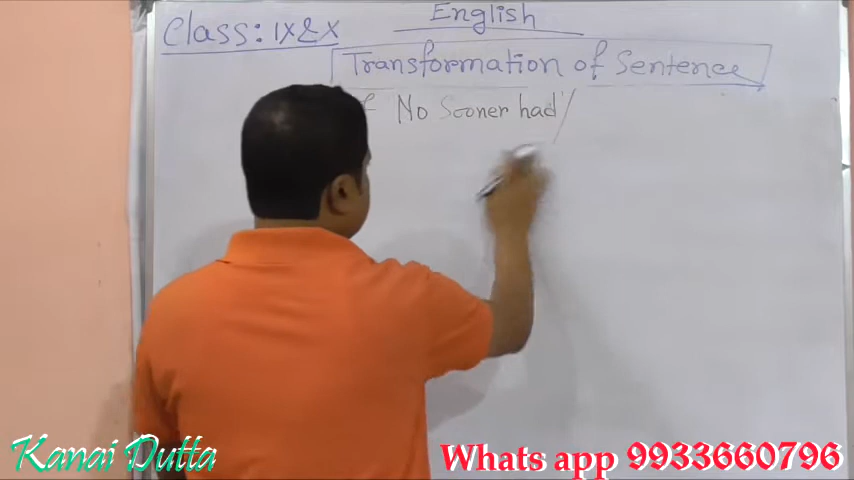 English
Class: IX & X
Transformation of Sentence
No Sooner had /
Kanai Dutta
Whats app 9933660796